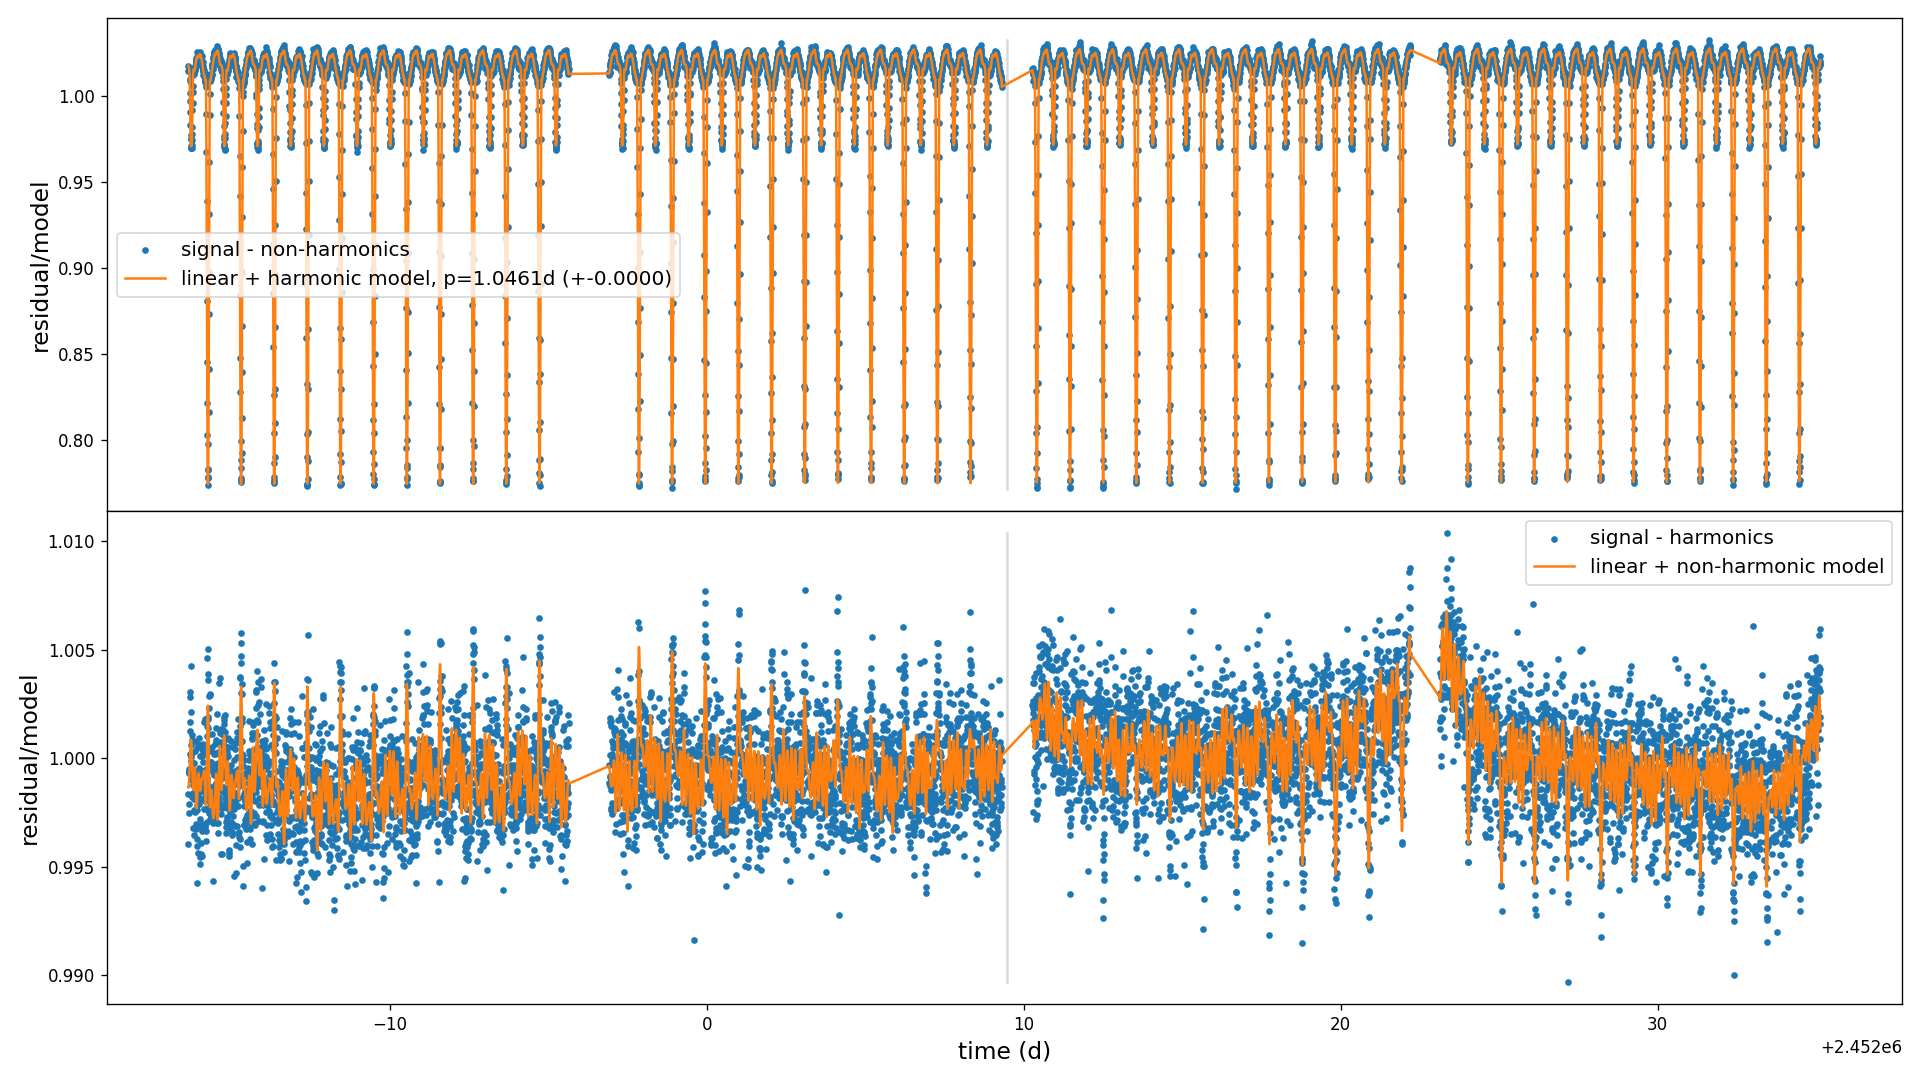 residual/model
1.00
0.95
0.90
0.85
0.80
signal - non-harmonics
linear + harmonic model, p=1.0461d (+-0.0000)
residual/model
1.010
1.005
1.000
0.995
0.990
signal - harmonics
linear + non-harmonic model
−10 0 10 20 30
time (d)
+2.452e6